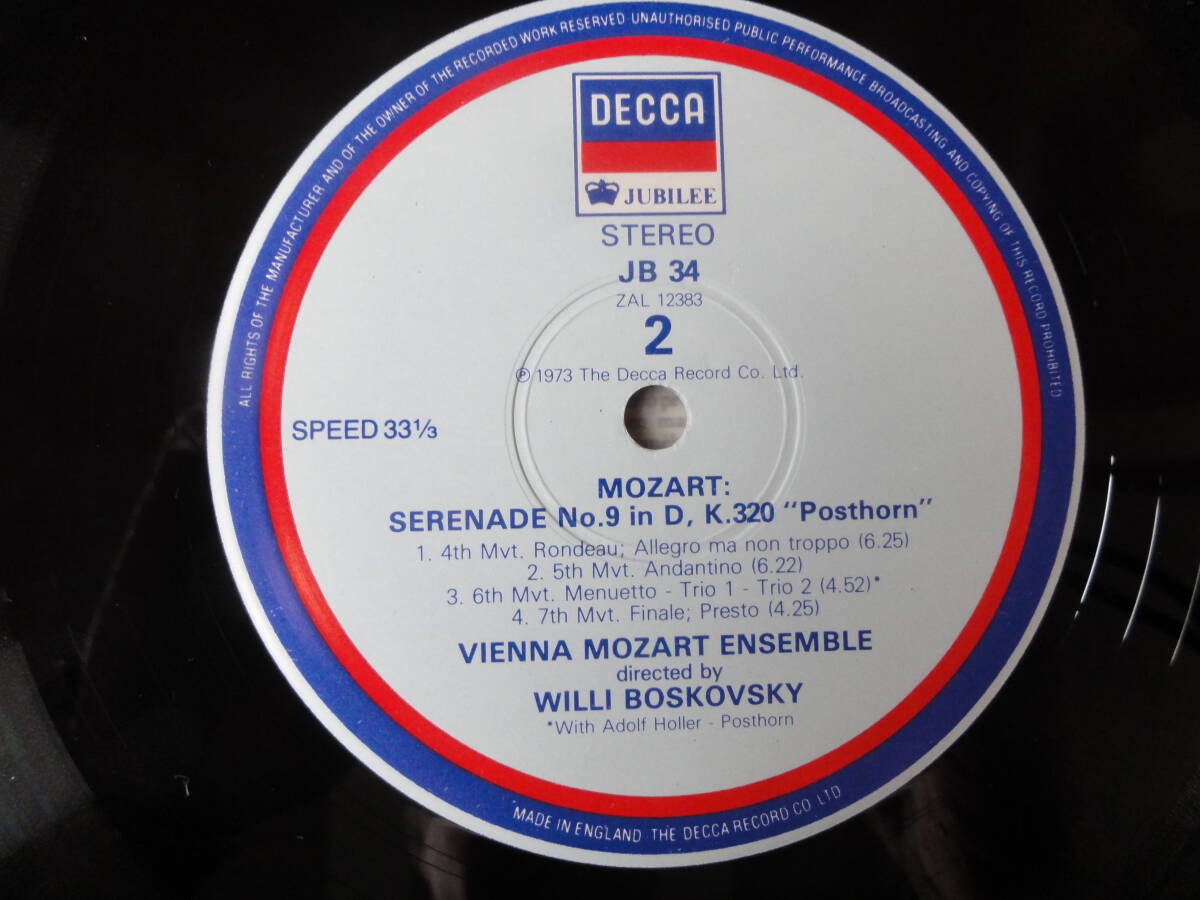 ALL RIGHTS OF THE MANUFACTURER AND OF THE OWNER OF THE RECORDED WORK RESERVED UNAUTHORISED PUBLIC PERFORMANCE BROADCASTING AND COPYING OF THIS RECORD PROHIBITED
DECCA
JUBILEE
STEREO
JB 34
ZAL 12383
2
℗ 1973 The Decca Record Co. Ltd.
SPEED 33⅓
MOZART:
SERENADE No.9 in D, K.320 "Posthorn"
1. 4th Mvt. Rondeau; Allegro ma non troppo (6.25)
2. 5th Mvt. Andantino (6.22)
3. 6th Mvt. Menuetto - Trio 1 - Trio 2 (4.52)*
4. 7th Mvt. Finale; Presto (4.25)
VIENNA MOZART ENSEMBLE
directed by
WILLI BOSKOVSKY
*With Adolf Holler - Posthorn
MADE IN ENGLAND THE DECCA RECORD CO LTD